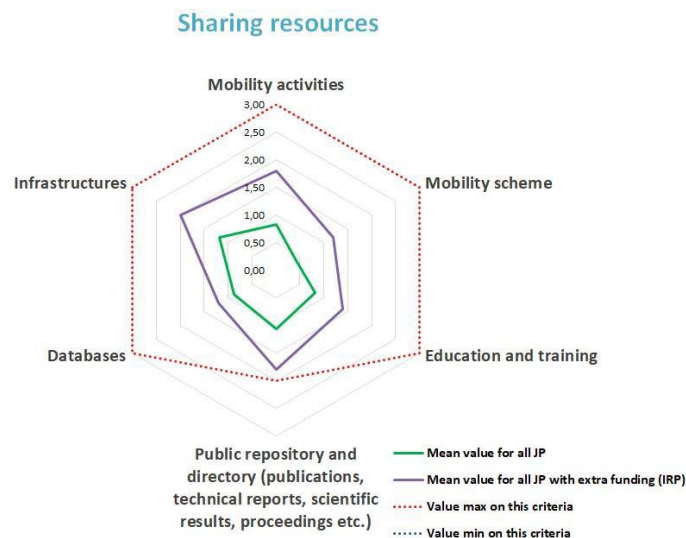 Sharing resources
Mobility activities
3,00
2,50
2,00
1,50
1,00
0,50
0,00
Infrastructures
Mobility scheme
Databases
Education and training
Public repository and
directory (publications,
technical reports, scientific
results, proceedings etc.)
Mean value for all JP
Mean value for all JP with extra funding (IRP)
Value max on this criteria
Value min on this criteria